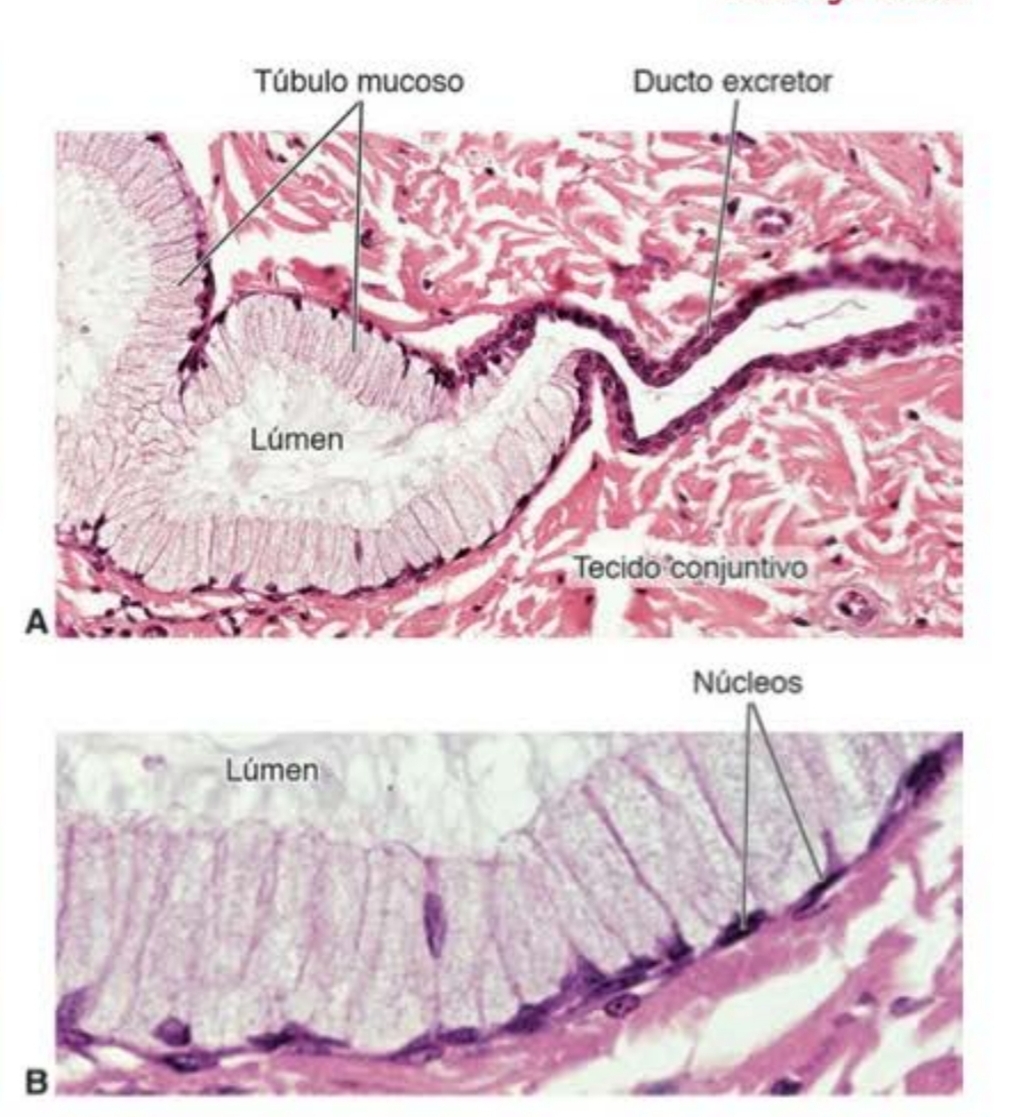 Túbulo mucoso
Ducto excretor
Lúmen
Tecido conjuntivo
A
Núcleos
Lúmen
B